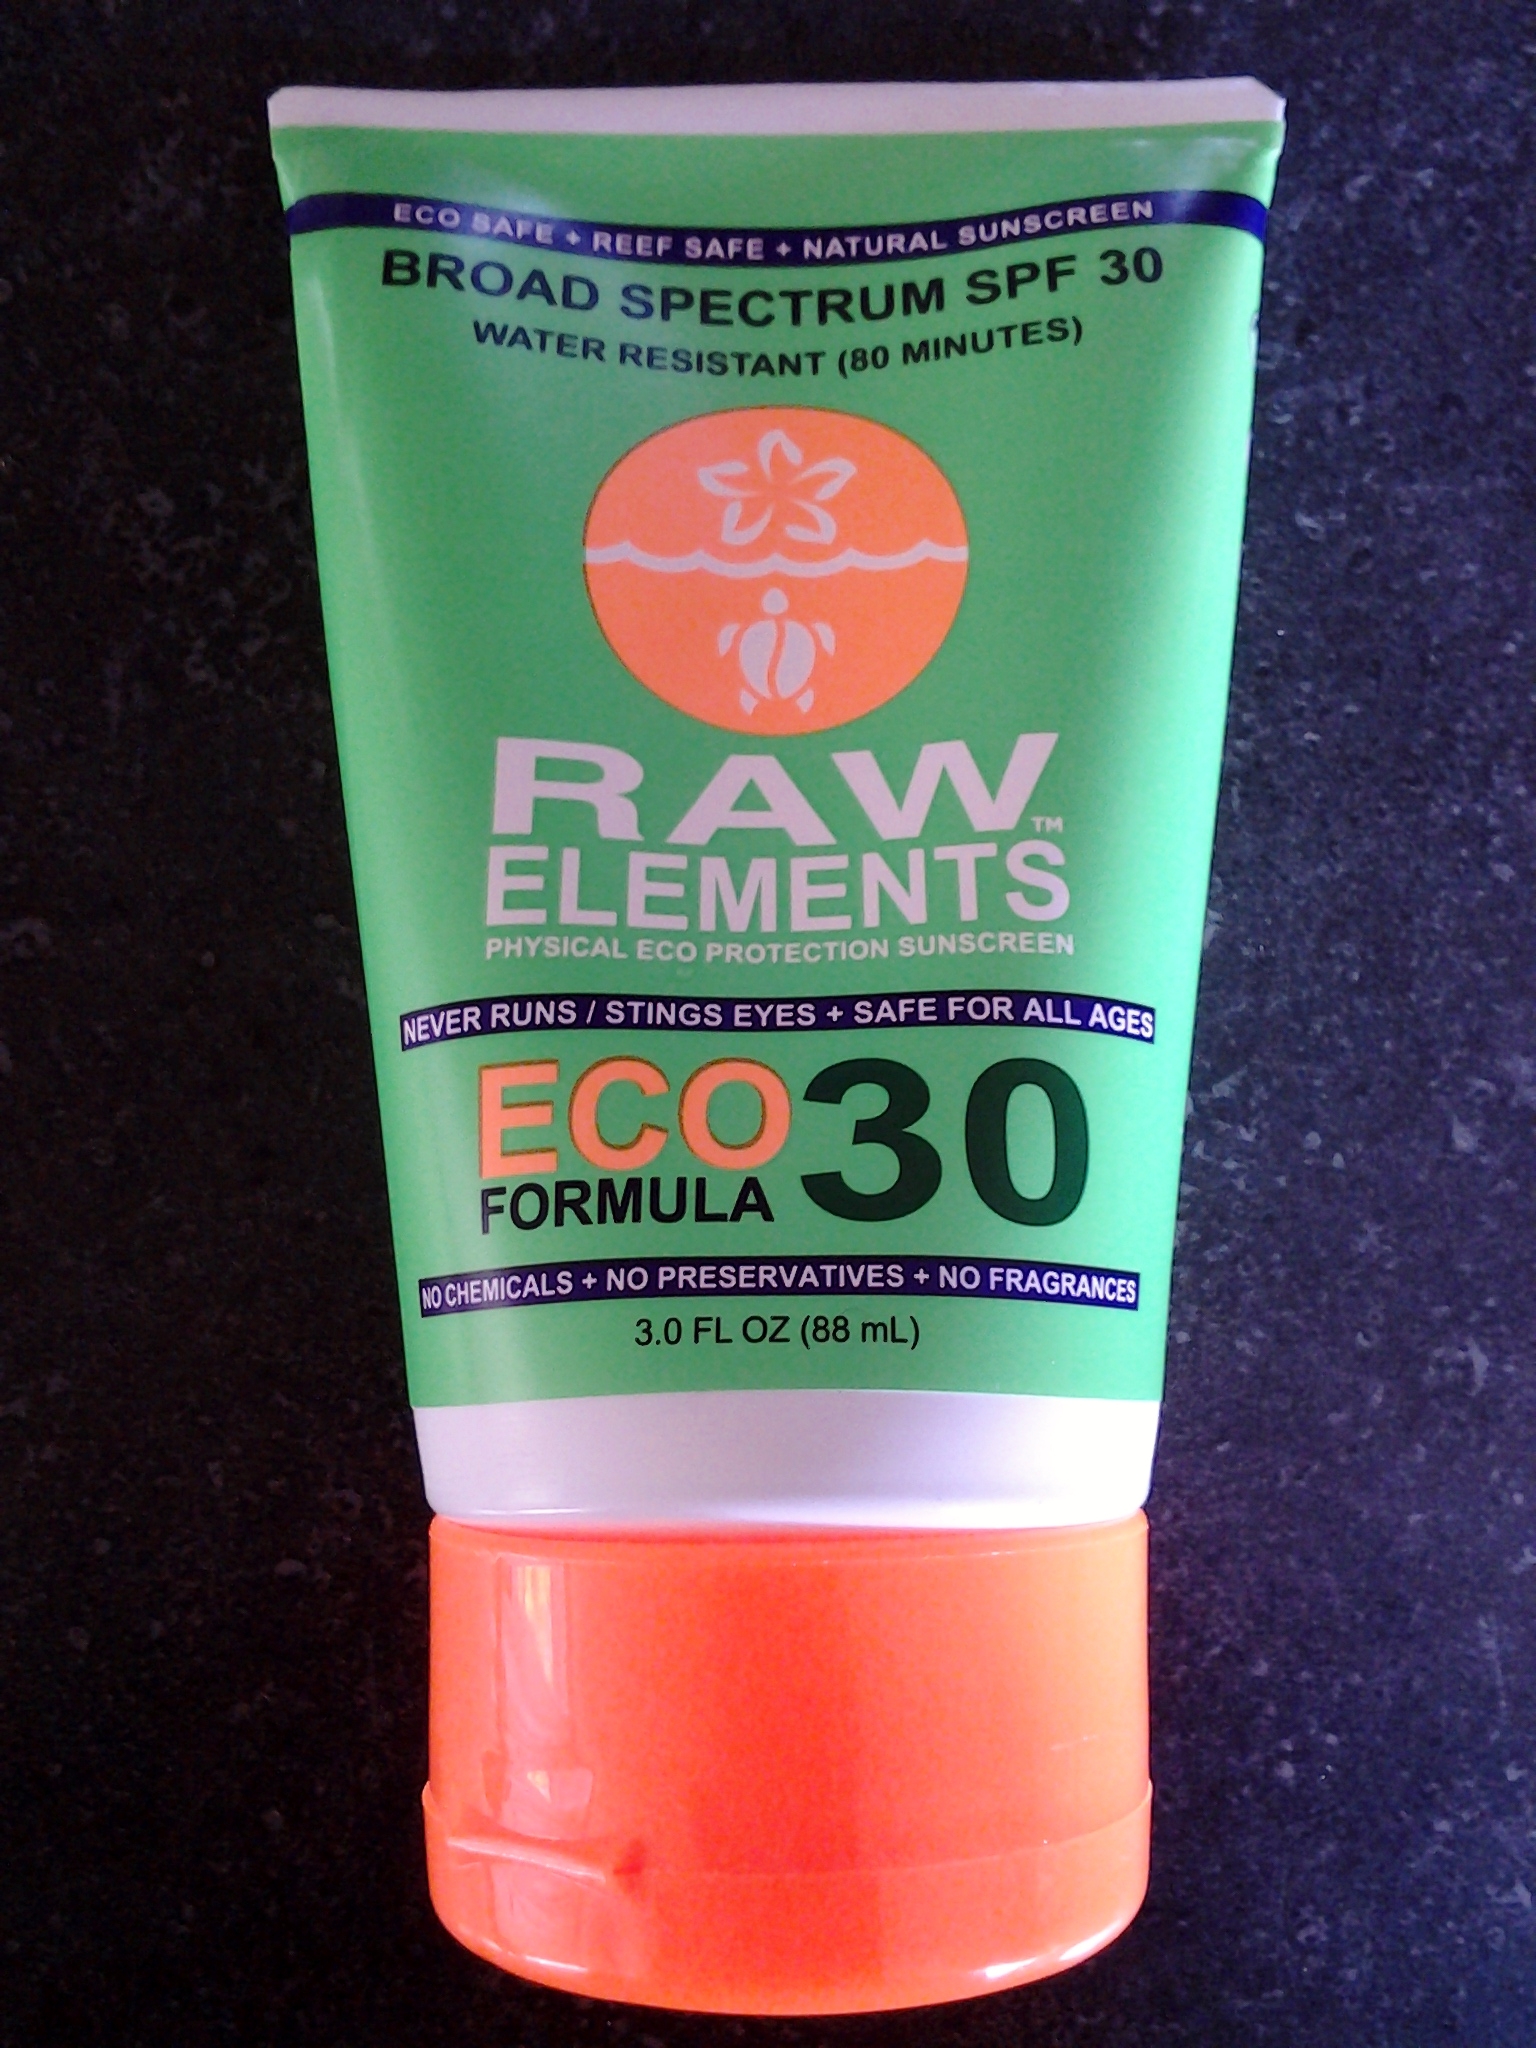 ECO SAFE + REEF SAFE + NATURAL SUNSCREEN
BROAD SPECTRUM SPF 30
WATER RESISTANT (80 MINUTES)
RAW™
ELEMENTS
PHYSICAL ECO PROTECTION SUNSCREEN
NEVER RUNS / STINGS EYES + SAFE FOR ALL AGES
ECO 30
FORMULA
NO CHEMICALS + NO PRESERVATIVES + NO FRAGRANCES
3.0 FL OZ (88 mL)